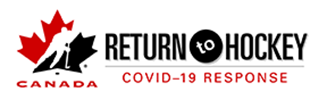 CANADA
RETURN to HOCKEY
COVID-19 RESPONSE